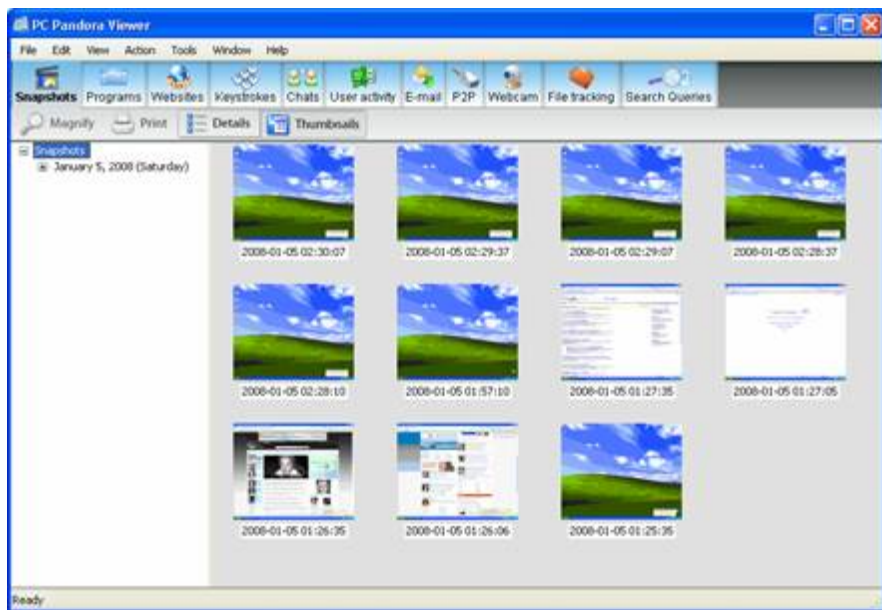 PC Pandora Viewer
File Edit View Action Tools Window Help
Snapshots Programs Websites Keystrokes Chats User activity E-mail P2P Webcam File tracking Search Queries
Magnify Print Details Thumbnails
Snapshots
January 5, 2008 (Saturday)
2008-01-05 02:30:07 2008-01-05 02:29:37 2008-01-05 02:29:07 2008-01-05 02:28:37
2008-01-05 02:28:10 2008-01-05 01:57:10 2008-01-05 01:27:35 2008-01-05 01:27:05
2008-01-05 01:26:35 2008-01-05 01:26:06 2008-01-05 01:25:35
Ready